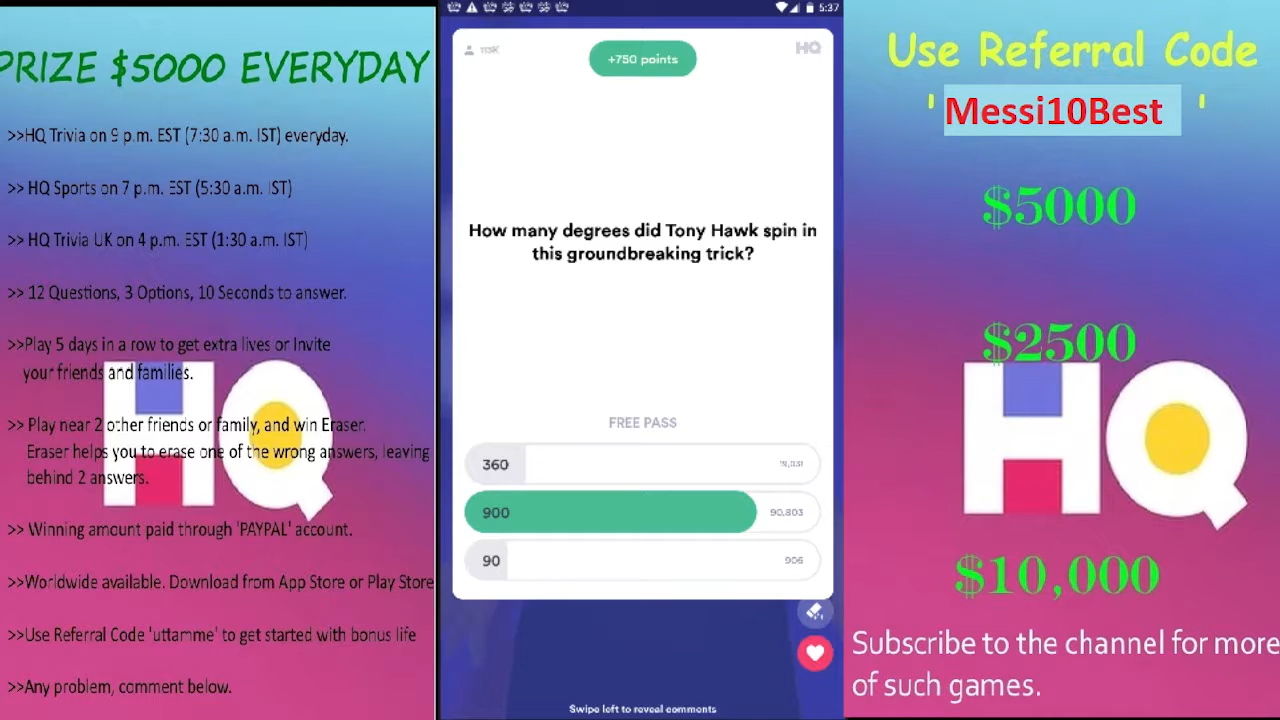 PRIZE $5000 EVERYDAY
>>HQ Trivia on 9 p.m. EST (7:30 a.m. IST) everyday.
>> HQ Sports on 7 p.m. EST (5:30 a.m. IST)
>> HQ Trivia UK on 4 p.m. EST (1:30 a.m. IST)
>> 12 Questions, 3 Options, 10 Seconds to answer.
>>Play 5 days in a row to get extra lives or Invite
your friends and families.
>> Play near 2 other friends or family, and win Eraser.
Eraser helps you to erase one of the wrong answers, leaving
behind 2 answers.
>> Winning amount paid through 'PAYPAL' account.
>>Worldwide available. Download from App Store or Play Store
>>Use Referral Code 'uttamme' to get started with bonus life
>>Any problem, comment below.
HQ
5:37
113K
+750 points
HQ
How many degrees did Tony Hawk spin in
this groundbreaking trick?
FREE PASS
360
900 90,803
90 906
Swipe left to reveal comments
Use Referral Code
' Messi10Best '
$5000
$2500
HQ
$10,000
Subscribe to the channel for more
of such games.